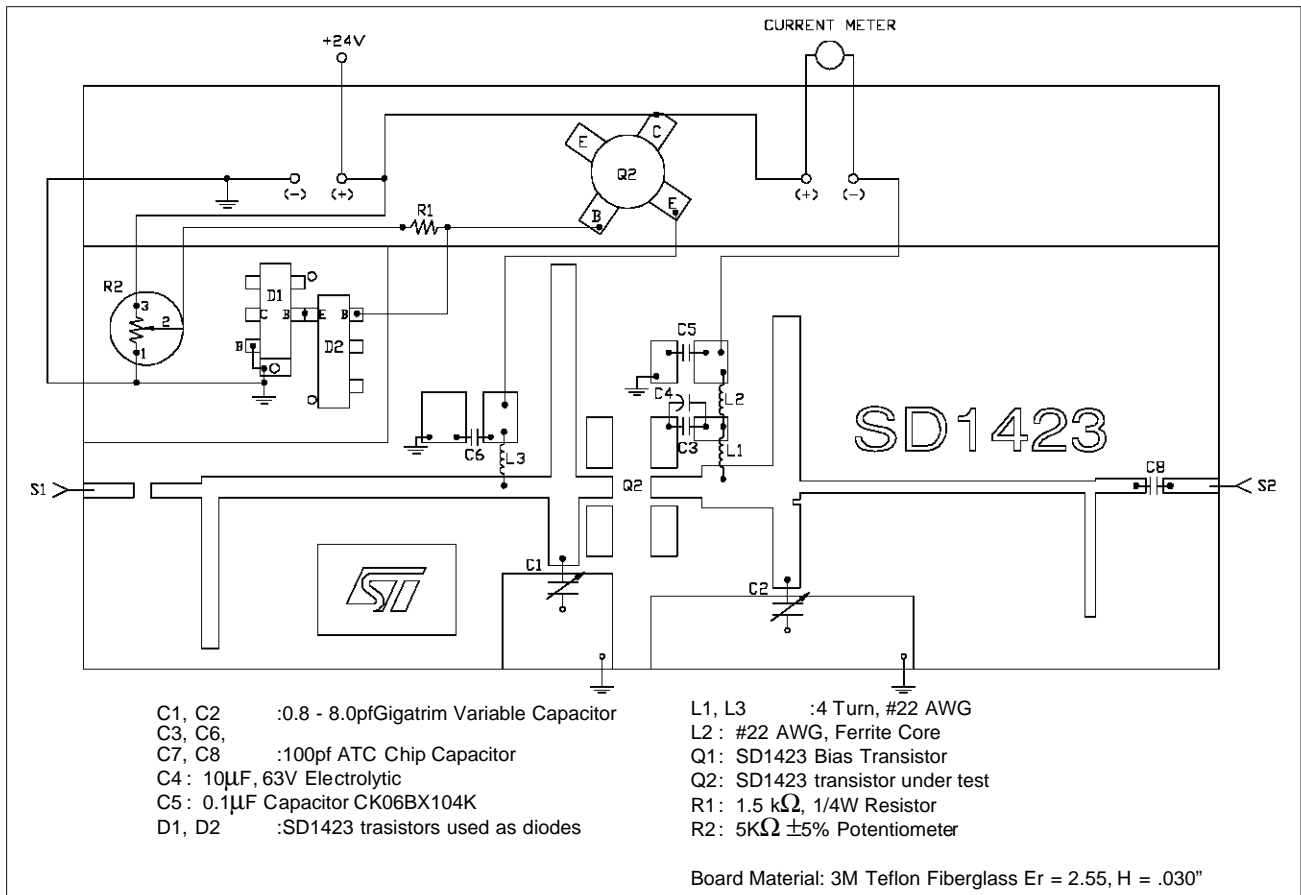 CURRENT METER
+24V
C
E
Q2
(-) (+)
(+) (-)
R1
B
E
R2
3
2
1
D1
C B E B
B
D2
C5
C4
L2
C3
L1
C6
L3
SD1423
S1
Q2
C8
S2
C1
C2
ST
C1, C2 :0.8 - 8.0pfGigatrim Variable Capacitor
C3, C6,
C7, C8 :100pf ATC Chip Capacitor
C4 : 10μF, 63V Electrolytic
C5 : 0.1μF Capacitor CK06BX104K
D1, D2 :SD1423 trasistors used as diodes
L1, L3 :4 Turn, #22 AWG
L2 : #22 AWG, Ferrite Core
Q1: SD1423 Bias Transistor
Q2: SD1423 transistor under test
R1: 1.5 kΩ, 1/4W Resistor
R2: 5KΩ ±5% Potentiometer
Board Material: 3M Teflon Fiberglass Er = 2.55, H = .030”